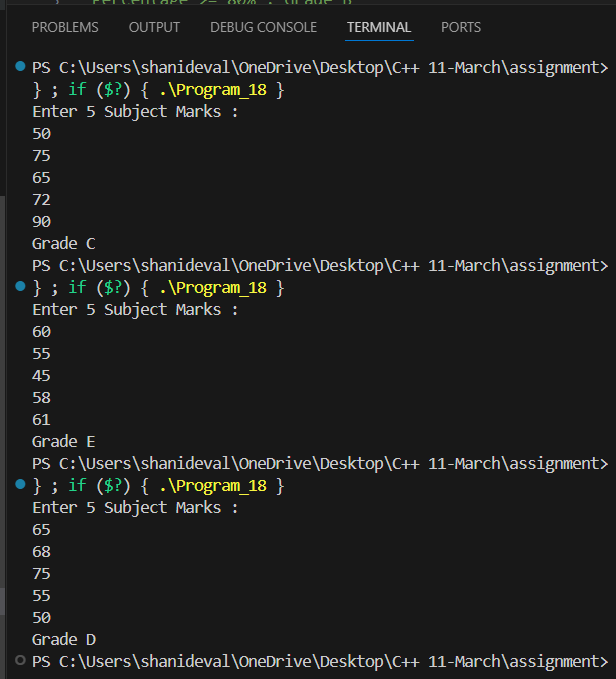 Percentage >= 80% : Grade B
PROBLEMS OUTPUT DEBUG CONSOLE TERMINAL PORTS
PS C:\Users\shanideval\OneDrive\Desktop\C++ 11-March\assignment>
} ; if ($?) { .\Program_18 }
Enter 5 Subject Marks :
50
75
65
72
90
Grade C
PS C:\Users\shanideval\OneDrive\Desktop\C++ 11-March\assignment>
} ; if ($?) { .\Program_18 }
Enter 5 Subject Marks :
60
55
45
58
61
Grade E
PS C:\Users\shanideval\OneDrive\Desktop\C++ 11-March\assignment>
} ; if ($?) { .\Program_18 }
Enter 5 Subject Marks :
65
68
75
55
50
Grade D
PS C:\Users\shanideval\OneDrive\Desktop\C++ 11-March\assignment>